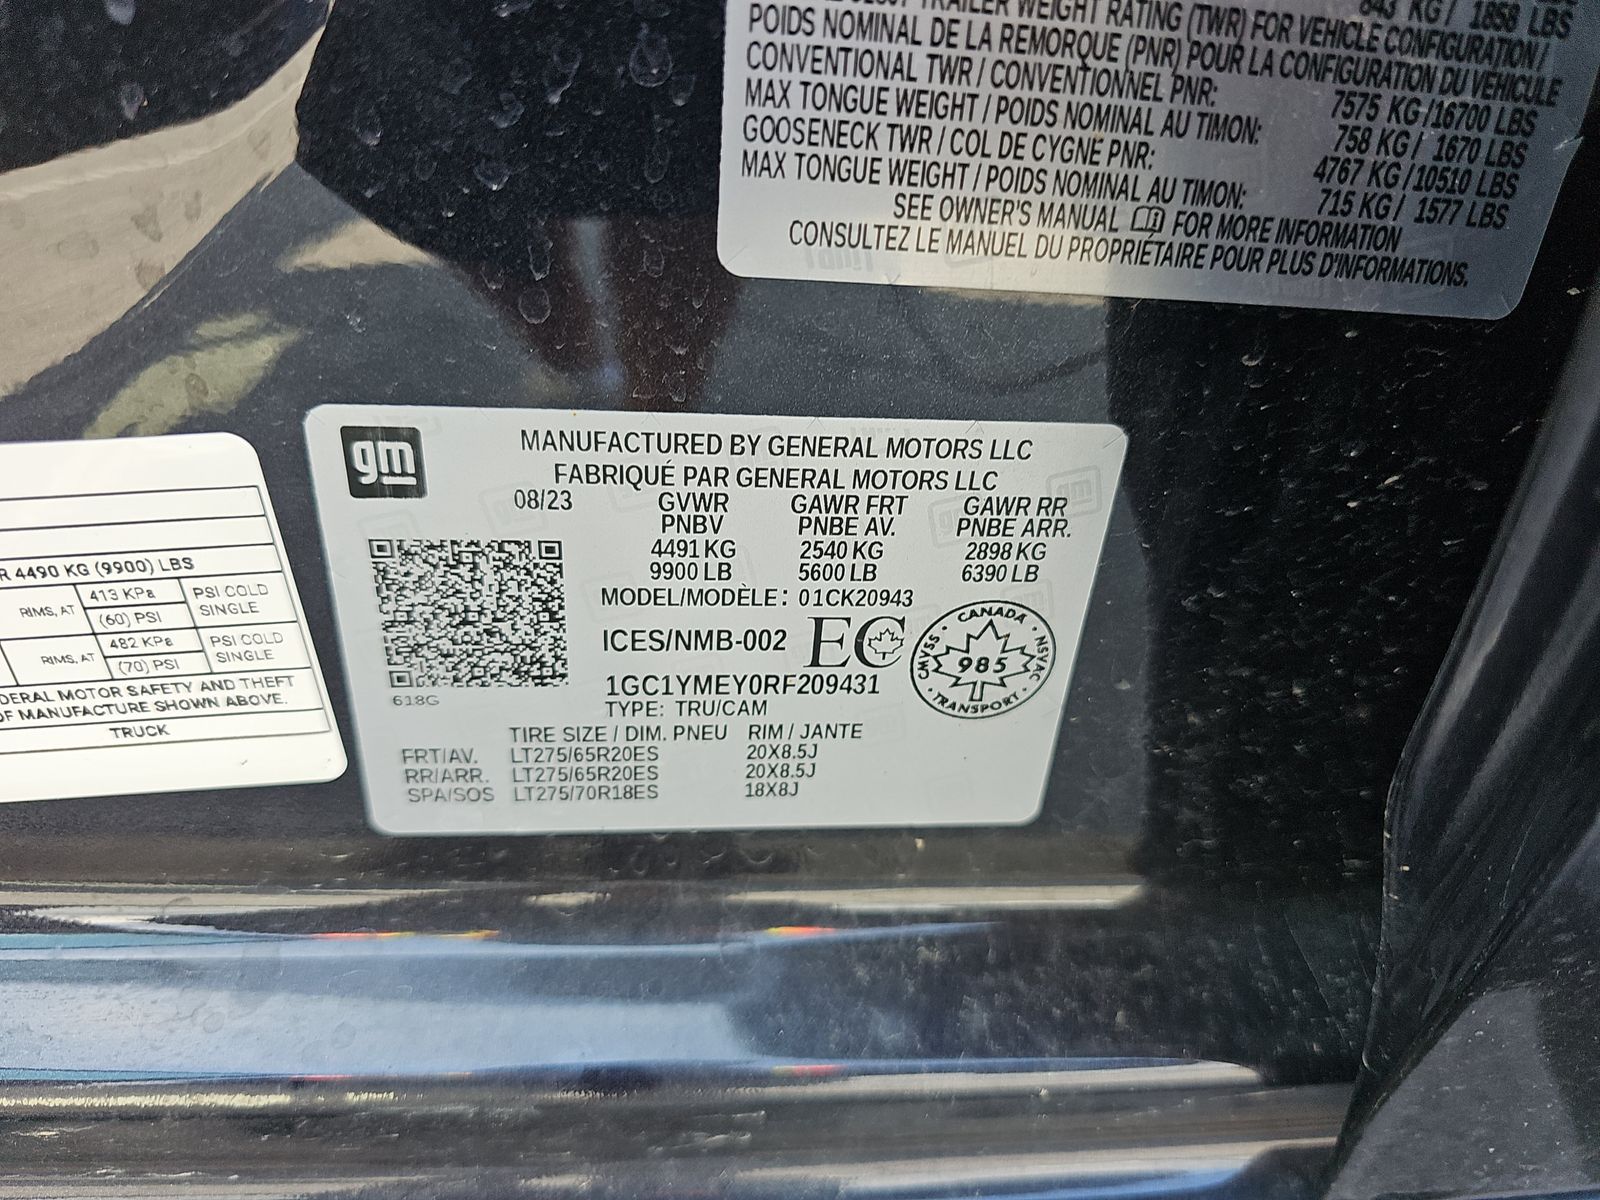 TRAILER WEIGHT RATING (TWR) FOR VEHICLE CONFIGURATION /
843 KG / 1858 LBS
POIDS NOMINAL DE LA REMORQUE (PNR) POUR LA CONFIGURATION DU VEHICULE
CONVENTIONAL TWR / CONVENTIONNEL PNR: 7575 KG/16700 LBS
MAX TONGUE WEIGHT / POIDS NOMINAL AU TIMON: 758 KG / 1670 LBS
GOOSENECK TWR / COL DE CYGNE PNR: 4767 KG/10510 LBS
MAX TONGUE WEIGHT / POIDS NOMINAL AU TIMON: 715 KG / 1577 LBS
SEE OWNER'S MANUAL FOR MORE INFORMATION
CONSULTEZ LE MANUEL DU PROPRIÉTAIRE POUR PLUS D'INFORMATIONS.
gm
MANUFACTURED BY GENERAL MOTORS LLC
FABRIQUÉ PAR GENERAL MOTORS LLC
08/23 GVWR GAWR FRT GAWR RR
PNBV PNBE AV. PNBE ARR.
4491 KG 2540 KG 2898 KG
9900 LB 5600 LB 6390 LB
MODEL/MODÈLE: 01CK20943
ICES/NMB-002 EC
CANADA
CMVSS 985 NSVAC
TRANSPORT
1GC1YMEY0RF209431
618G
TYPE: TRU/CAM
TIRE SIZE / DIM. PNEU RIM / JANTE
FRT/AV. LT275/65R20ES 20X8.5J
RR/ARR. LT275/65R20ES 20X8.5J
SPA/SOS LT275/70R18ES 18X8J
R 4490 KG (9900) LBS
RIMS, AT 413 KPa PSI COLD
(60) PSI SINGLE
RIMS, AT 482 KPa PSI COLD
(70) PSI SINGLE
DERAL MOTOR SAFETY AND THEFT
OF MANUFACTURE SHOWN ABOVE.
TRUCK